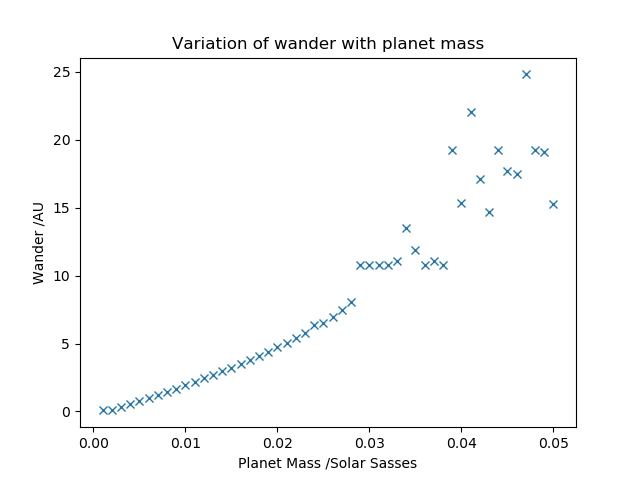 Variation of wander with planet mass
25
20
15
10
5
0
Wander /AU
0.00 0.01 0.02 0.03 0.04 0.05
Planet Mass /Solar Sasses